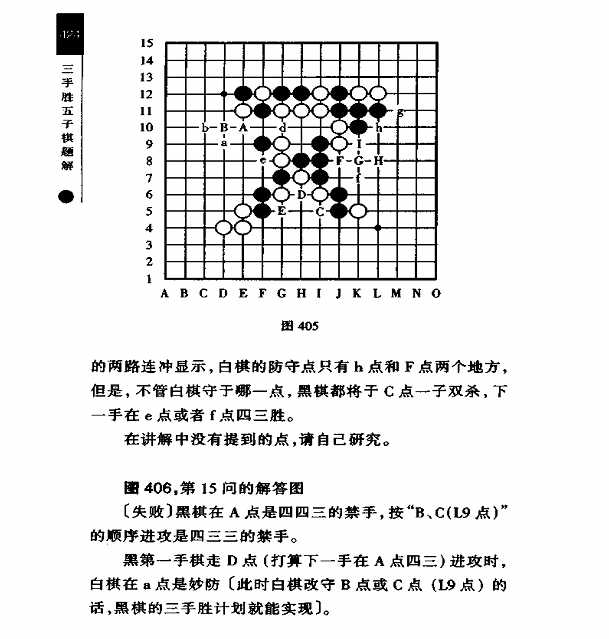 三手胜五子棋题解
15
14
13
12
11 g
10 b B A d h
9 a I
8 e F G H
7 f
6 D
5 E C
4
3
2
1
A B C D E F G H I J K L M N O
图 405
的两路连冲显示，白棋的防守点只有 h 点和 F 点两个地方，
但是，不管白棋守于哪一点，黑棋都将于 C 点一子双杀，下
一手在 e 点或者 f 点四三胜。
在讲解中没有提到的点，请自己研究。
图 406，第 15 问的解答图
〔失败〕黑棋在 A 点是四四三的禁手，按“B、C(L9 点)”
的顺序进攻是四三三的禁手。
黑第一手棋走 D 点 (打算下一手在 A 点四三) 进攻时，
白棋在 a 点是妙防〔此时白棋改守 B 点或 C 点 (L9 点) 的
话，黑棋的三手胜计划就能实现〕。